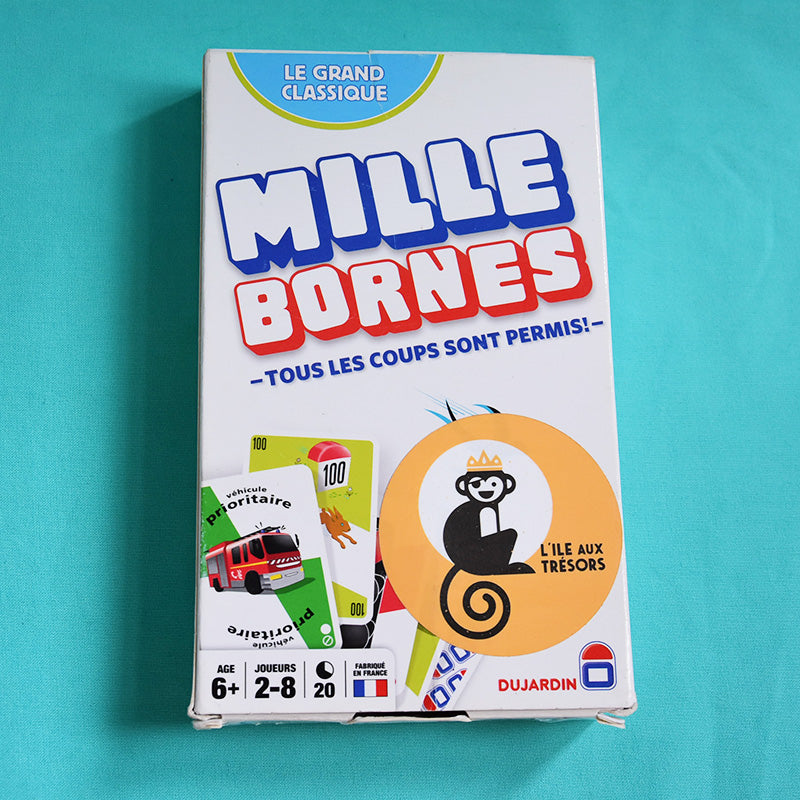 LE GRAND
CLASSIQUE
MILLE
BORNES
–TOUS LES COUPS SONT PERMIS!–
100
100
véhicule
prioritaire
L'ILE AUX
TRÉSORS
100
prioritaire
véhicule
AGE
6+
JOUEURS
2-8
20
FABRIQUÉ
EN FRANCE
DUJARDIN